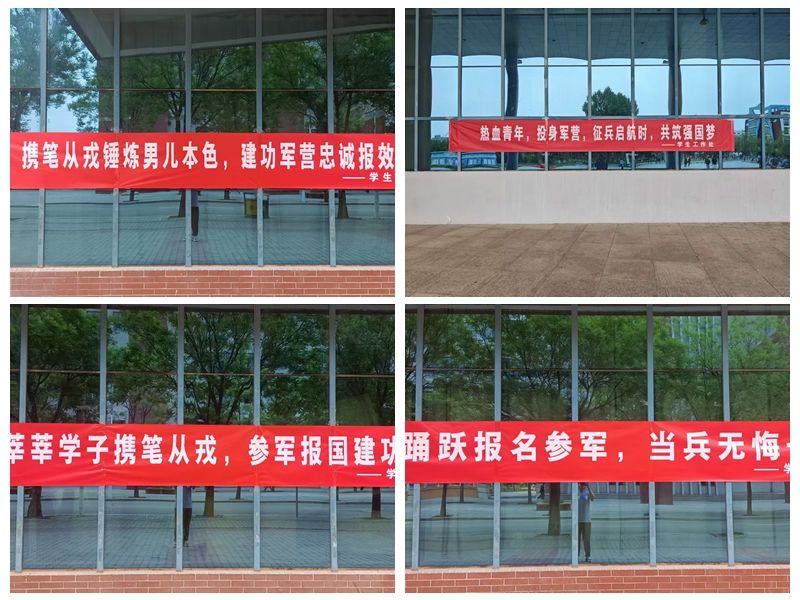 携笔从戎锤炼男儿本色，建功军营忠诚报效
——学生
热血青年，投身军营，征兵启航时，共筑强国梦
——学生工作处
莘莘学子携笔从戎，参军报国建功
——学
踊跃报名参军，当兵无悔
——学